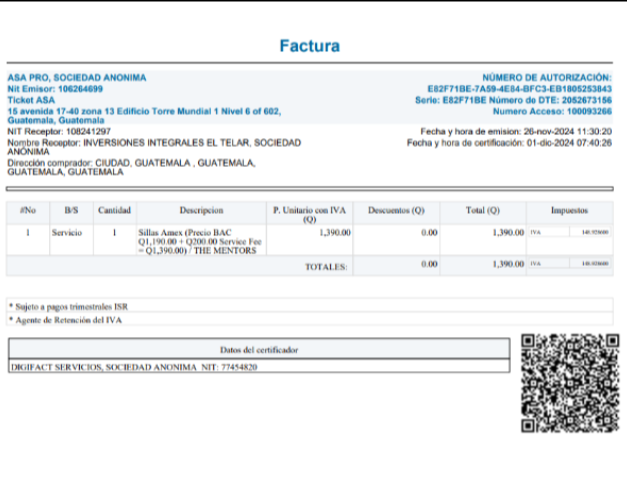 Factura
ASA PRO, SOCIEDAD ANONIMA
Nit Emisor: 106264699
Ticket ASA
15 avenida 17-40 zona 13 Edificio Torre Mundial 1 Nivel 6 of 602,
Guatemala, Guatemala
NÚMERO DE AUTORIZACIÓN:
E82F71BE-7A59-4E84-BFC3-EB1805253843
Serie: E82F71BE Número de DTE: 2052673156
Numero Acceso: 100093266
NIT Receptor: 108241297
Nombre Receptor: INVERSIONES INTEGRALES EL TELAR, SOCIEDAD
ANÓNIMA
Dirección comprador: CIUDAD, GUATEMALA , GUATEMALA,
GUATEMALA, GUATEMALA
Fecha y hora de emision: 26-nov-2024 11:30:20
Fecha y hora de certificación: 01-dic-2024 07:40:26
#No B/S Cantidad Descripcion P. Unitario con IVA (Q) Descuentos (Q) Total (Q) Impuestos
1 Servicio 1 Sillas Amex (Precio BAC 1,390.00 0.00 1,390.00 IVA
Q1,190.00 + Q200.00 Service Fee
= Q1,390.00) / THE MENTORS
TOTALES: 0.00 1,390.00 IVA
* Sujeto a pagos trimestrales ISR
* Agente de Retención del IVA
Datos del certificador
DIGIFACT SERVICIOS, SOCIEDAD ANONIMA NIT: 77454820